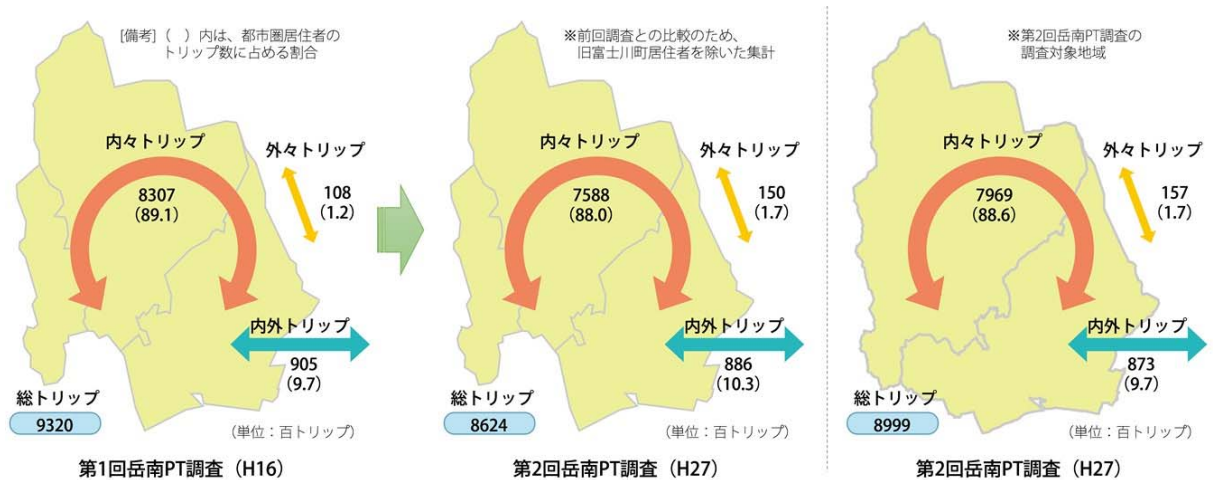 [備考] (　) 内は、都市圏居住者の
トリップ数に占める割合
内々トリップ
8307
(89.1)
外々トリップ
108
(1.2)
内外トリップ
905
(9.7)
総トリップ
9320
(単位：百トリップ)
第1回岳南PT調査（H16）
※前回調査との比較のため、
旧富士川町居住者を除いた集計
内々トリップ
7588
(88.0)
外々トリップ
150
(1.7)
内外トリップ
886
(10.3)
総トリップ
8624
(単位：百トリップ)
第2回岳南PT調査（H27）
※第2回岳南PT調査の
調査対象地域
内々トリップ
7969
(88.6)
外々トリップ
157
(1.7)
内外トリップ
873
(9.7)
総トリップ
8999
(単位：百トリップ)
第2回岳南PT調査（H27）